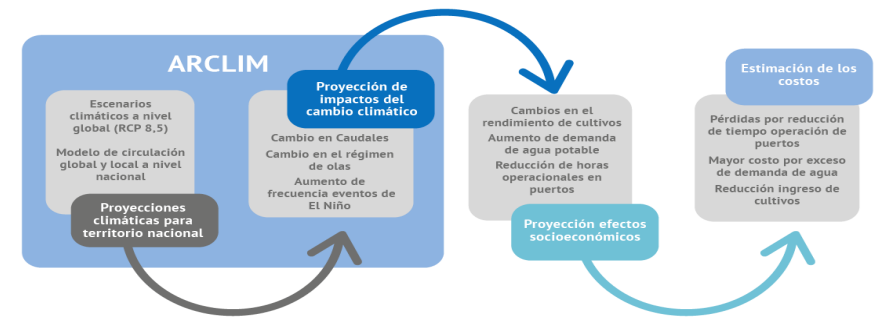 ARCLIM
Escenarios
climáticos a nivel
global (RCP 8,5)
Modelo de circulación
global y local a nivel
nacional
Proyecciones
climáticas para
territorio nacional
Proyección de
impactos del
cambio climático
Cambio en Caudales
Cambio en el régimen
de olas
Aumento de
frecuencia eventos de
El Niño
Cambios en el
rendimiento de cultivos
Aumento de demanda
de agua potable
Reducción de horas
operacionales en
puertos
Proyección efectos
socioeconómicos
Estimación de los
costos
Pérdidas por reducción
de tiempo operación de
puertos
Mayor costo por exceso
de demanda de agua
Reducción ingreso de
cultivos